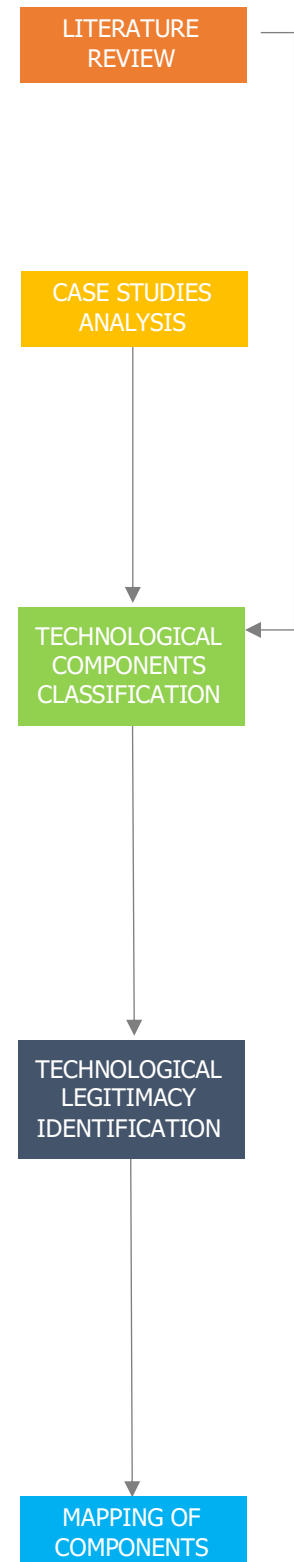 LITERATURE
REVIEW
CASE STUDIES
ANALYSIS
TECHNOLOGICAL
COMPONENTS
CLASSIFICATION
TECHNOLOGICAL
LEGITIMACY
IDENTIFICATION
MAPPING OF
COMPONENTS